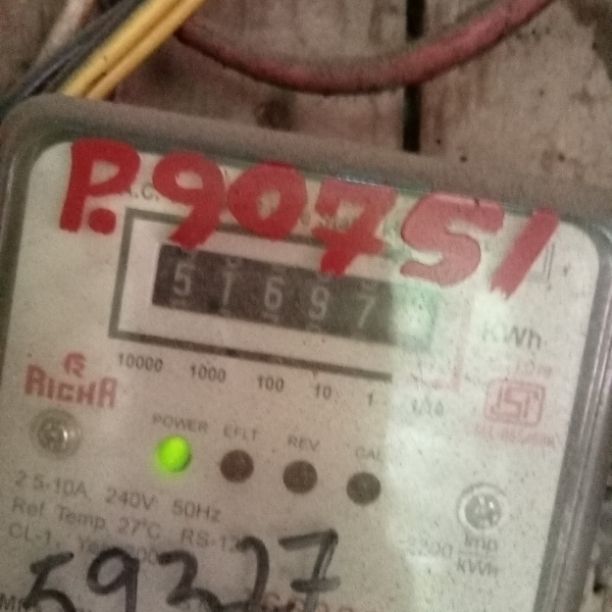 P.90751
A.C.
51697
KWh
10000 1000 100 10 1 1/10
RICHA
ISI
POWER EFLT REV CAL
2.5-10A, 240V 50Hz
Ref. Temp. 27°C RS-
CL-1,
Imp
kWh
59327